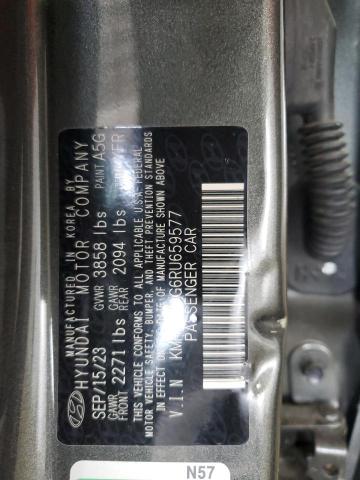 MANUFACTURED IN KOREA BY
HYUNDAI MOTOR COMPANY
SEP/15/23 GVWR 3858 lbs PAINT A5G
GAWR FRONT 2271 lbs GAWR REAR 2094 lbs
THIS VEHICLE CONFORMS TO ALL APPLICABLE U.S.A. FEDERAL
MOTOR VEHICLE SAFETY, BUMPER, AND THEFT PREVENTION STANDARDS
IN EFFECT ON THE DATE OF MANUFACTURE SHOWN ABOVE.
V.I.N G6RU659577
PASSENGER CAR
N57